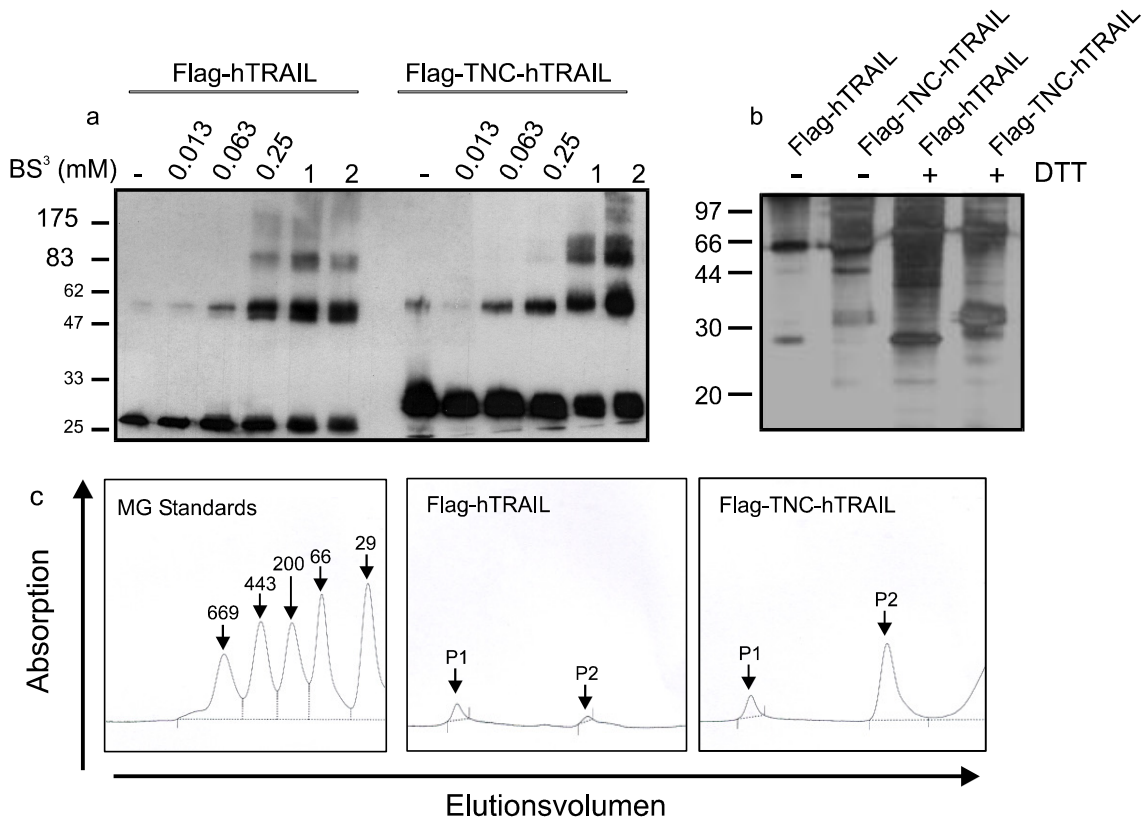 Flag-hTRAIL Flag-TNC-hTRAIL
a
BS³ (mM) - 0.013 0.063 0.25 1 2 - 0.013 0.063 0.25 1 2
175
83
62
47
33
25
b
Flag-hTRAIL Flag-TNC-hTRAIL Flag-hTRAIL Flag-TNC-hTRAIL
- - + + DTT
97
66
44
30
20
c
Absorption
MG Standards
669 443 200 66 29
Flag-hTRAIL
P1 P2
Flag-TNC-hTRAIL
P1 P2
Elutionsvolumen